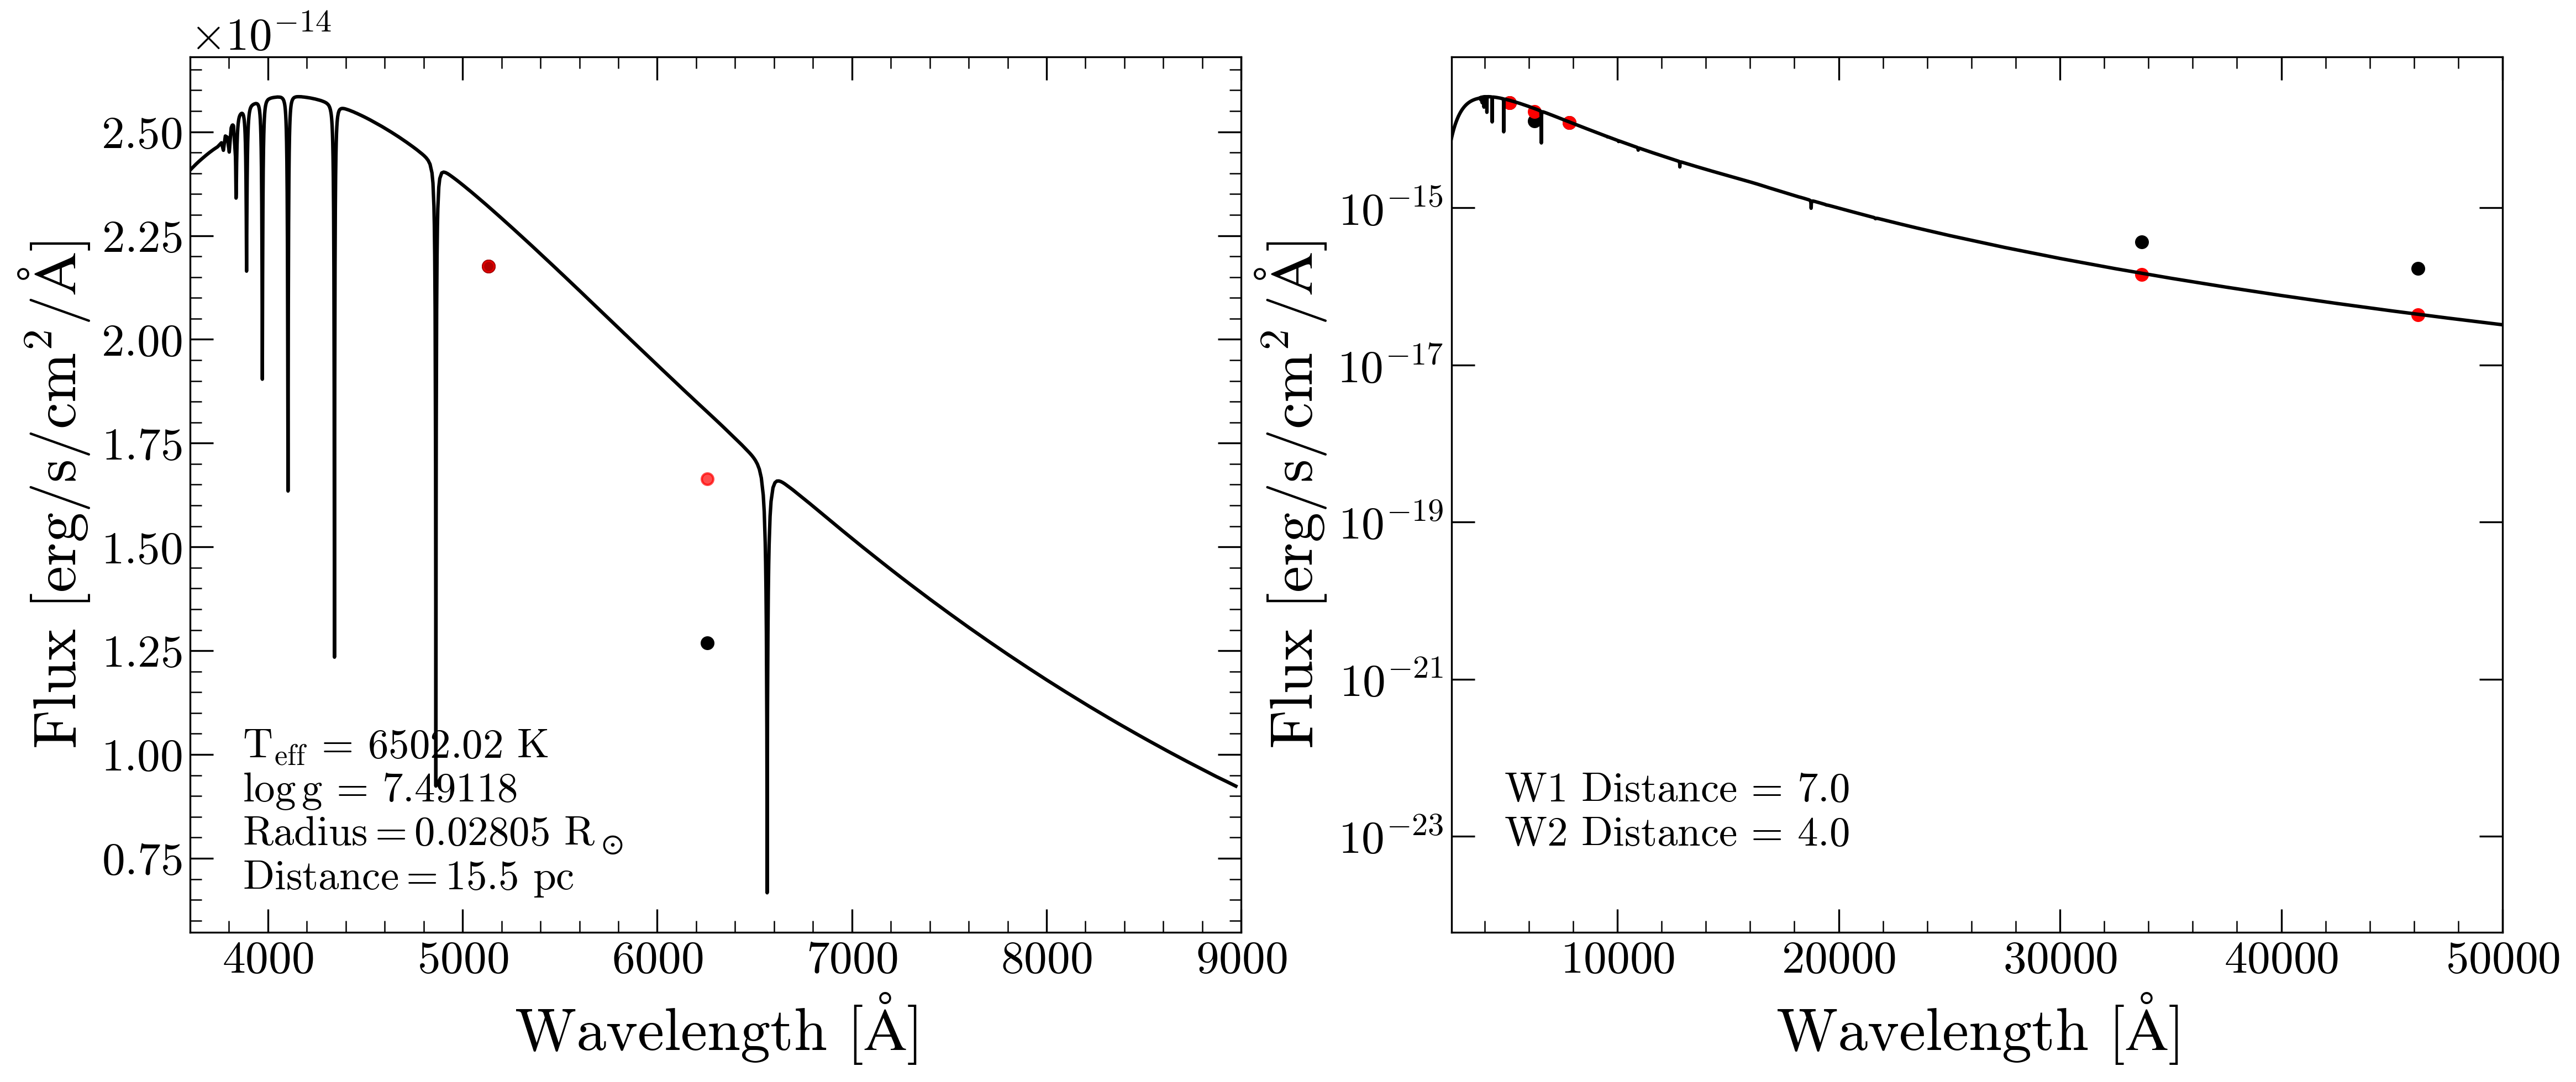 ×10⁻¹⁴
2.50
2.25
2.00
1.75
1.50
1.25
1.00
0.75
Flux [erg/s/cm²/Å]
T_eff = 6502.02 K
log g = 7.49118
Radius = 0.02805 R_⊙
Distance = 15.5 pc
4000 5000 6000 7000 8000 9000
Wavelength [Å]
10⁻¹⁵
10⁻¹⁷
10⁻¹⁹
10⁻²¹
10⁻²³
Flux [erg/s/cm²/Å]
W1 Distance = 7.0
W2 Distance = 4.0
10000 20000 30000 40000 50000
Wavelength [Å]